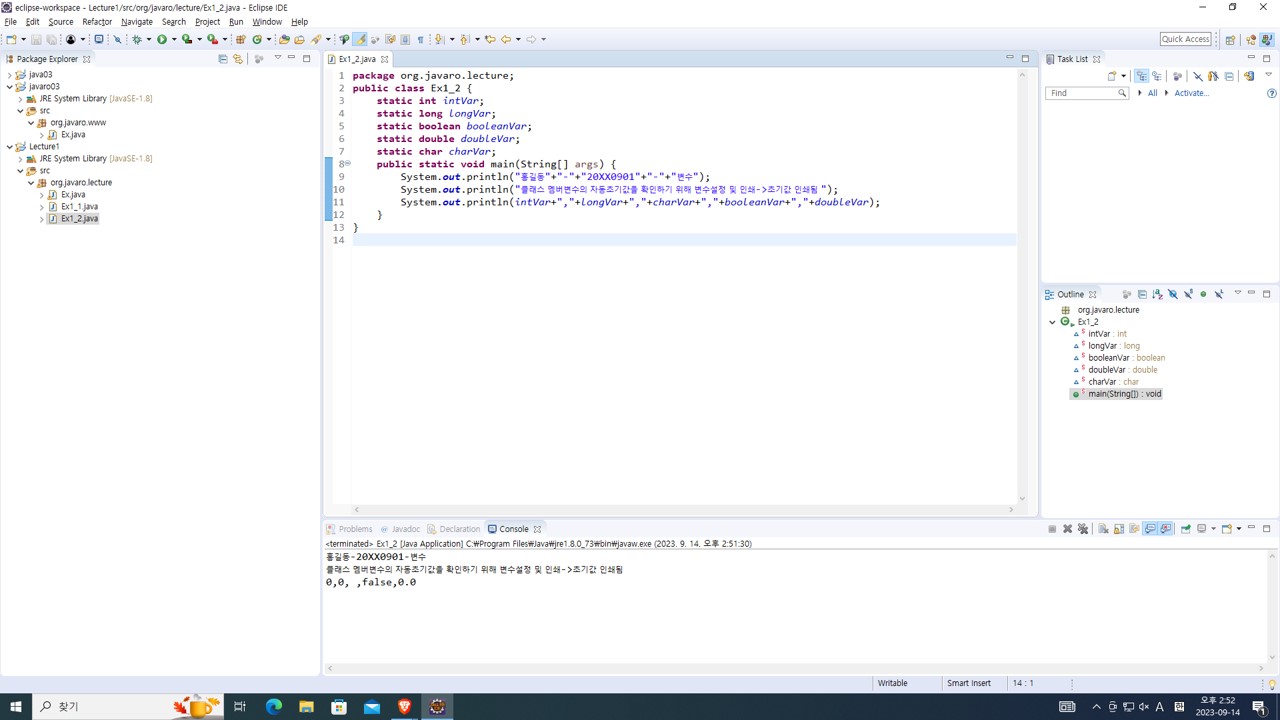 eclipse-workspace - Lecture1/src/org/javaro/lecture/Ex1_2.java - Eclipse IDE
File Edit Source Refactor Navigate Search Project Run Window Help
Quick Access
Package Explorer
java03
javaro03
JRE System Library [JavaSE-1.8]
src
org.javaro.www
Ex.java
Lecture1
JRE System Library [JavaSE-1.8]
src
org.javaro.lecture
Ex.java
Ex1_1.java
Ex1_2.java
Ex1_2.java
1 package org.javaro.lecture;
2 public class Ex1_2 {
3 static int intVar;
4 static long longVar;
5 static boolean booleanVar;
6 static double doubleVar;
7 static char charVar;
8 public static void main(String[] args) {
9 System.out.println("홍길동"+"-"+"20XX0901"+"-"+"변수");
10 System.out.println("클래스 멤버변수의 자동초기값을 확인하기 위해 변수설정 및 인쇄->초기값 인쇄됨 ");
11 System.out.println(intVar+","+longVar+","+charVar+","+booleanVar+","+doubleVar);
12 }
13 }
14
Task List
Find All Activate...
Outline
org.javaro.lecture
Ex1_2
intVar : int
longVar : long
booleanVar : boolean
doubleVar : double
charVar : char
main(String[]) : void
Problems Javadoc Declaration Console
<terminated> Ex1_2 [Java Application] C:₩Program Files₩Java₩jre1.8.0_73₩bin₩javaw.exe (2023. 9. 14. 오후 2:51:30)
홍길동-20XX0901-변수
클래스 멤버변수의 자동초기값을 확인하기 위해 변수설정 및 인쇄->초기값 인쇄됨
0,0, ,false,0.0
Writable Smart Insert 14 : 1
찾기
A 한
오후 2:52
2023-09-14
1